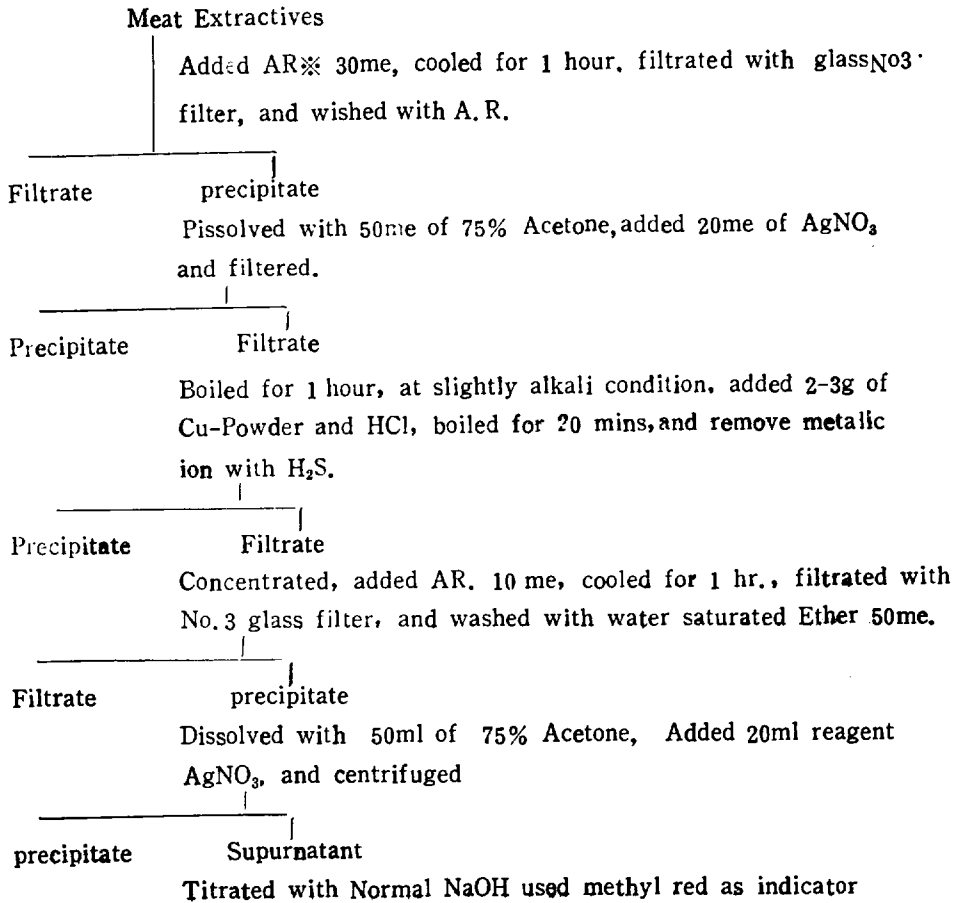 Meat Extractives
Added AR※ 30me, cooled for 1 hour, filtrated with glass No3·
filter, and wished with A. R.
Filtrate precipitate
Pissolved with 50me of 75% Acetone, added 20me of AgNO₃
and filtered.
Precipitate Filtrate
Boiled for 1 hour, at slightly alkali condition, added 2-3g of
Cu-Powder and HCl, boiled for 20 mins, and remove metalic
ion with H₂S.
Precipitate Filtrate
Concentrated, added AR. 10 me, cooled for 1 hr., filtrated with
No. 3 glass filter, and washed with water saturated Ether 50me.
Filtrate precipitate
Dissolved with 50ml of 75% Acetone, Added 20ml reagent
AgNO₃, and centrifuged
precipitate Supurnatant
Titrated with Normal NaOH used methyl red as indicator